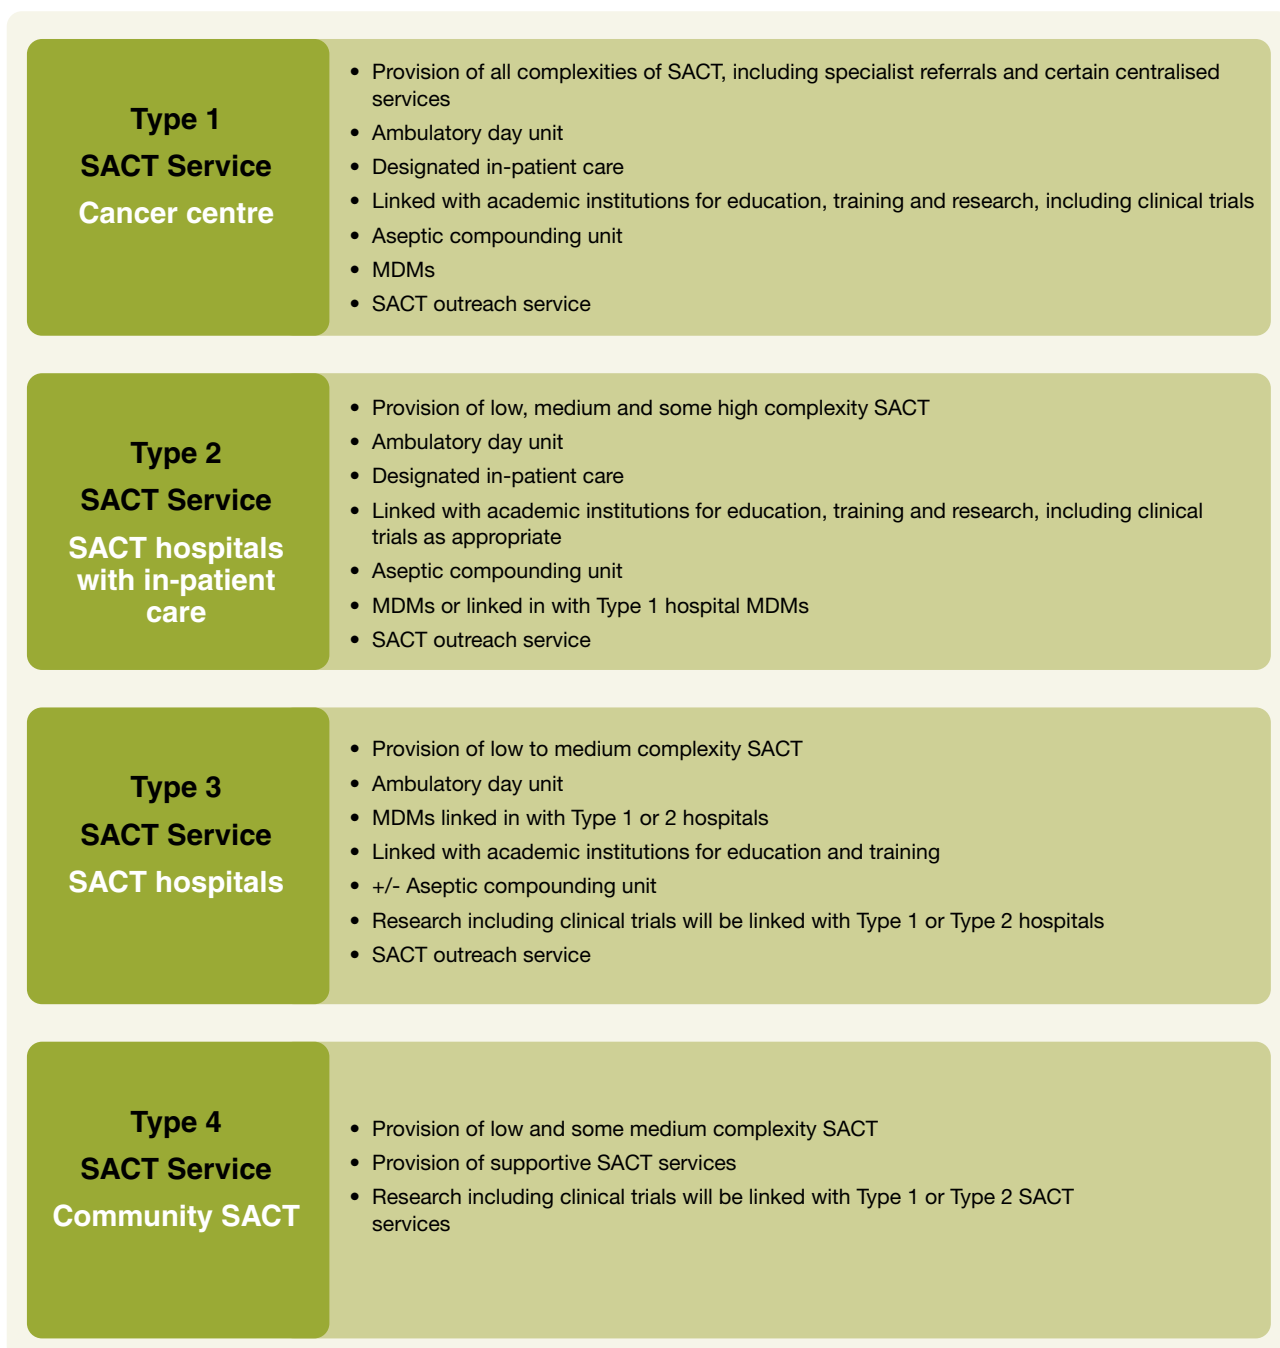 Type 1
SACT Service
Cancer centre
• Provision of all complexities of SACT, including specialist referrals and certain centralised
services
• Ambulatory day unit
• Designated in-patient care
• Linked with academic institutions for education, training and research, including clinical trials
• Aseptic compounding unit
• MDMs
• SACT outreach service
Type 2
SACT Service
SACT hospitals
with in-patient
care
• Provision of low, medium and some high complexity SACT
• Ambulatory day unit
• Designated in-patient care
• Linked with academic institutions for education, training and research, including clinical
trials as appropriate
• Aseptic compounding unit
• MDMs or linked in with Type 1 hospital MDMs
• SACT outreach service
Type 3
SACT Service
SACT hospitals
• Provision of low to medium complexity SACT
• Ambulatory day unit
• MDMs linked in with Type 1 or 2 hospitals
• Linked with academic institutions for education and training
• +/- Aseptic compounding unit
• Research including clinical trials will be linked with Type 1 or Type 2 hospitals
• SACT outreach service
Type 4
SACT Service
Community SACT
• Provision of low and some medium complexity SACT
• Provision of supportive SACT services
• Research including clinical trials will be linked with Type 1 or Type 2 SACT
services